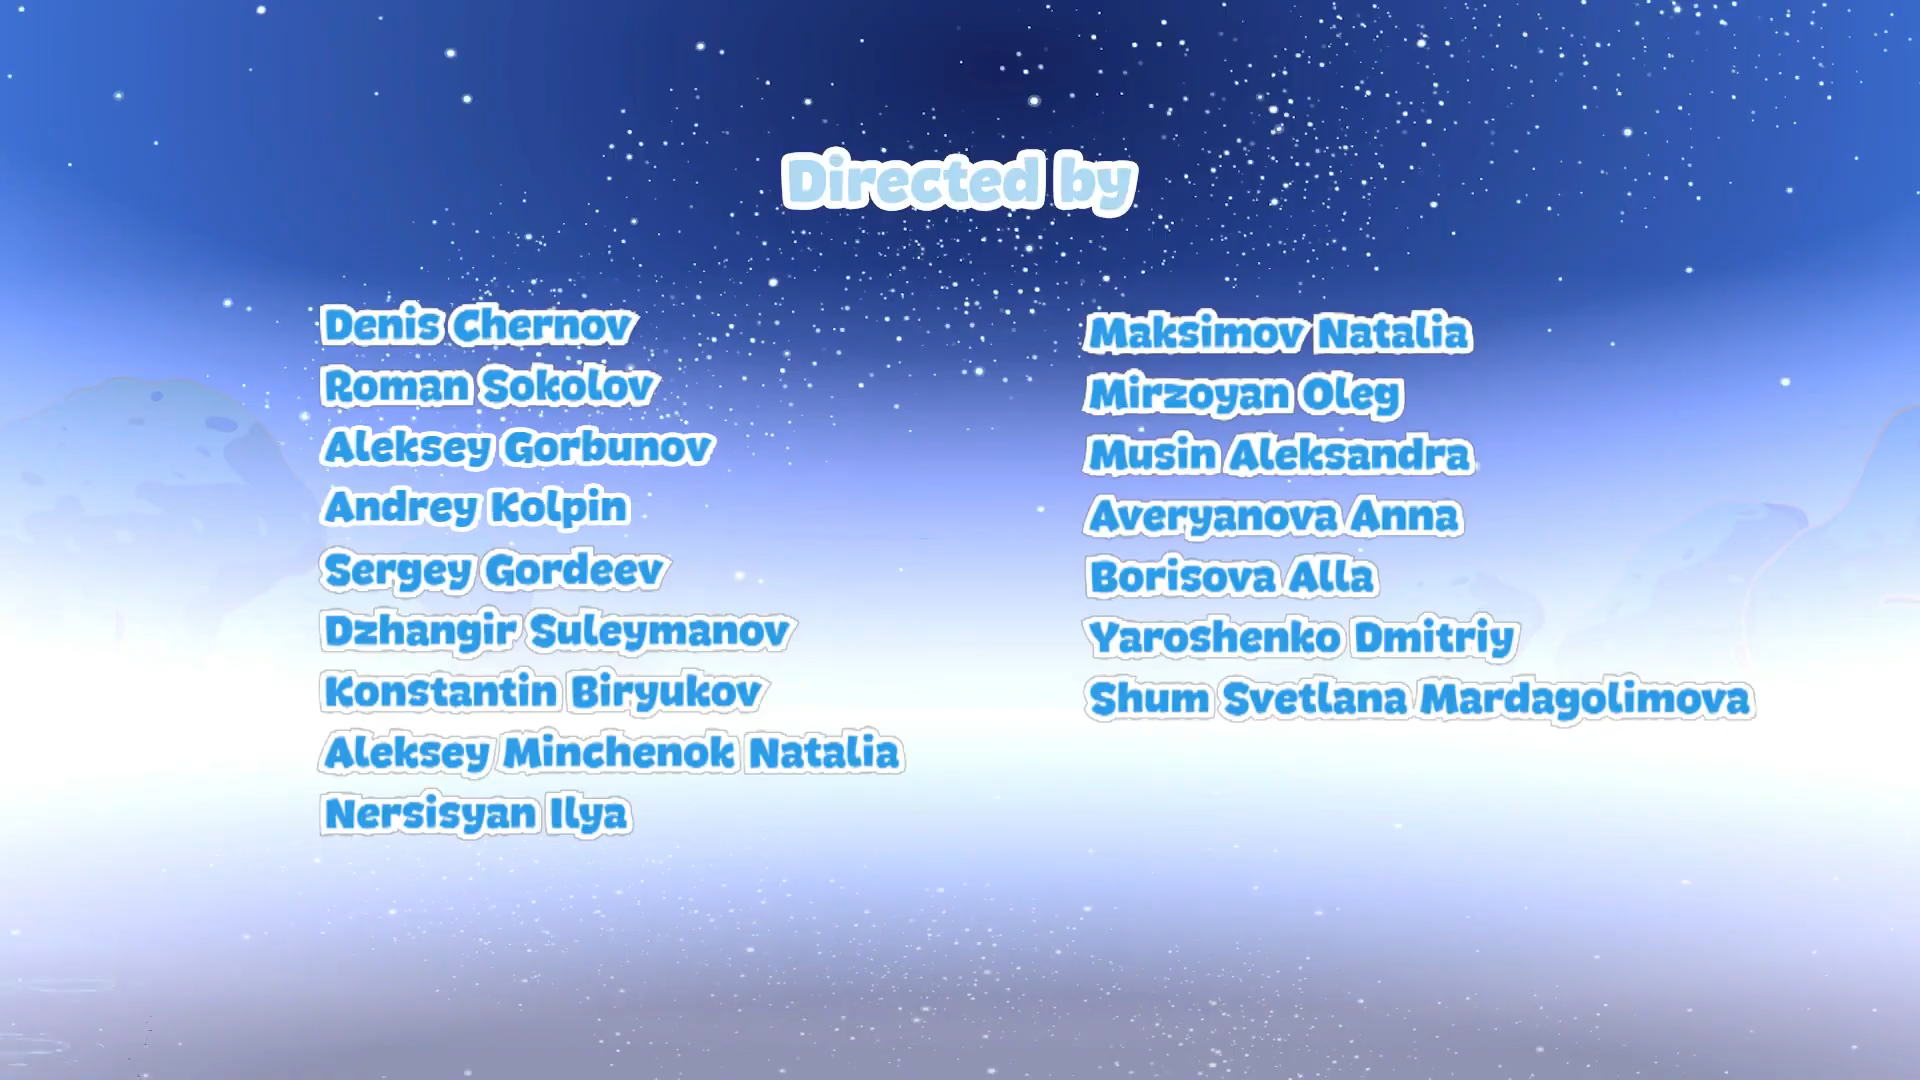 Directed by
Denis Chernov
Roman Sokolov
Aleksey Gorbunov
Andrey Kolpin
Sergey Gordeev
Dzhangir Suleymanov
Konstantin Biryukov
Aleksey Minchenok Natalia
Nersisyan Ilya
Maksimov Natalia
Mirzoyan Oleg
Musin Aleksandra
Averyanova Anna
Borisova Alla
Yaroshenko Dmitriy
Shum Svetlana Mardagolimova